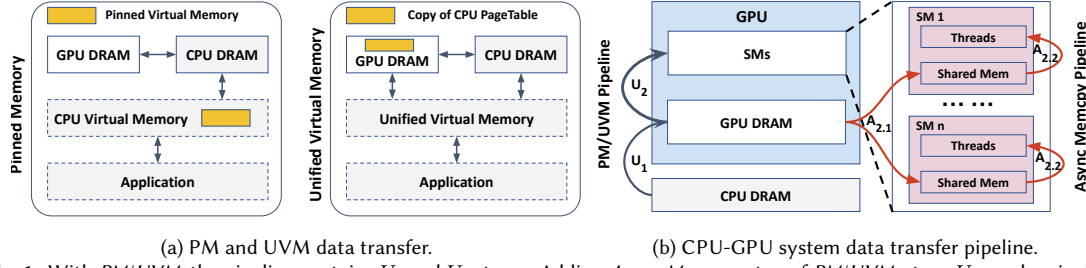 Pinned Memory
Pinned Virtual Memory
GPU DRAM
CPU DRAM
CPU Virtual Memory
Application
Unified Virtual Memory
Copy of CPU PageTable
GPU DRAM
CPU DRAM
Unified Virtual Memory
Application
(a) PM and UVM data transfer.
PM/UVM Pipeline
GPU
SMs
U2
GPU DRAM
U1
CPU DRAM
A2.1
SM 1
Threads
Shared Mem
A2.2
... ...
SM n
Threads
Shared Mem
A2.2
Async Memcpy Pipeline
(b) CPU-GPU system data transfer pipeline.